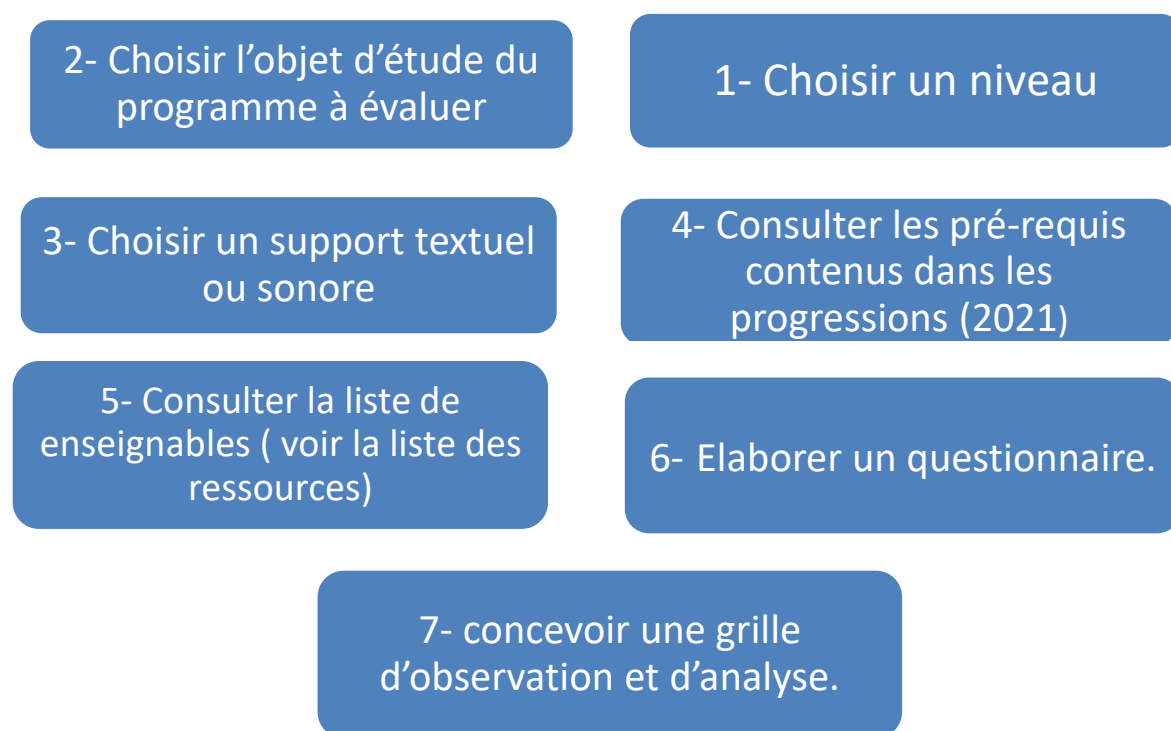 2- Choisir l’objet d’étude du
programme à évaluer
1- Choisir un niveau
3- Choisir un support textuel
ou sonore
4- Consulter les pré-requis
contenus dans les
progressions (2021)
5- Consulter la liste de
enseignables ( voir la liste des
ressources)
6- Elaborer un questionnaire.
7- concevoir une grille
d’observation et d’analyse.